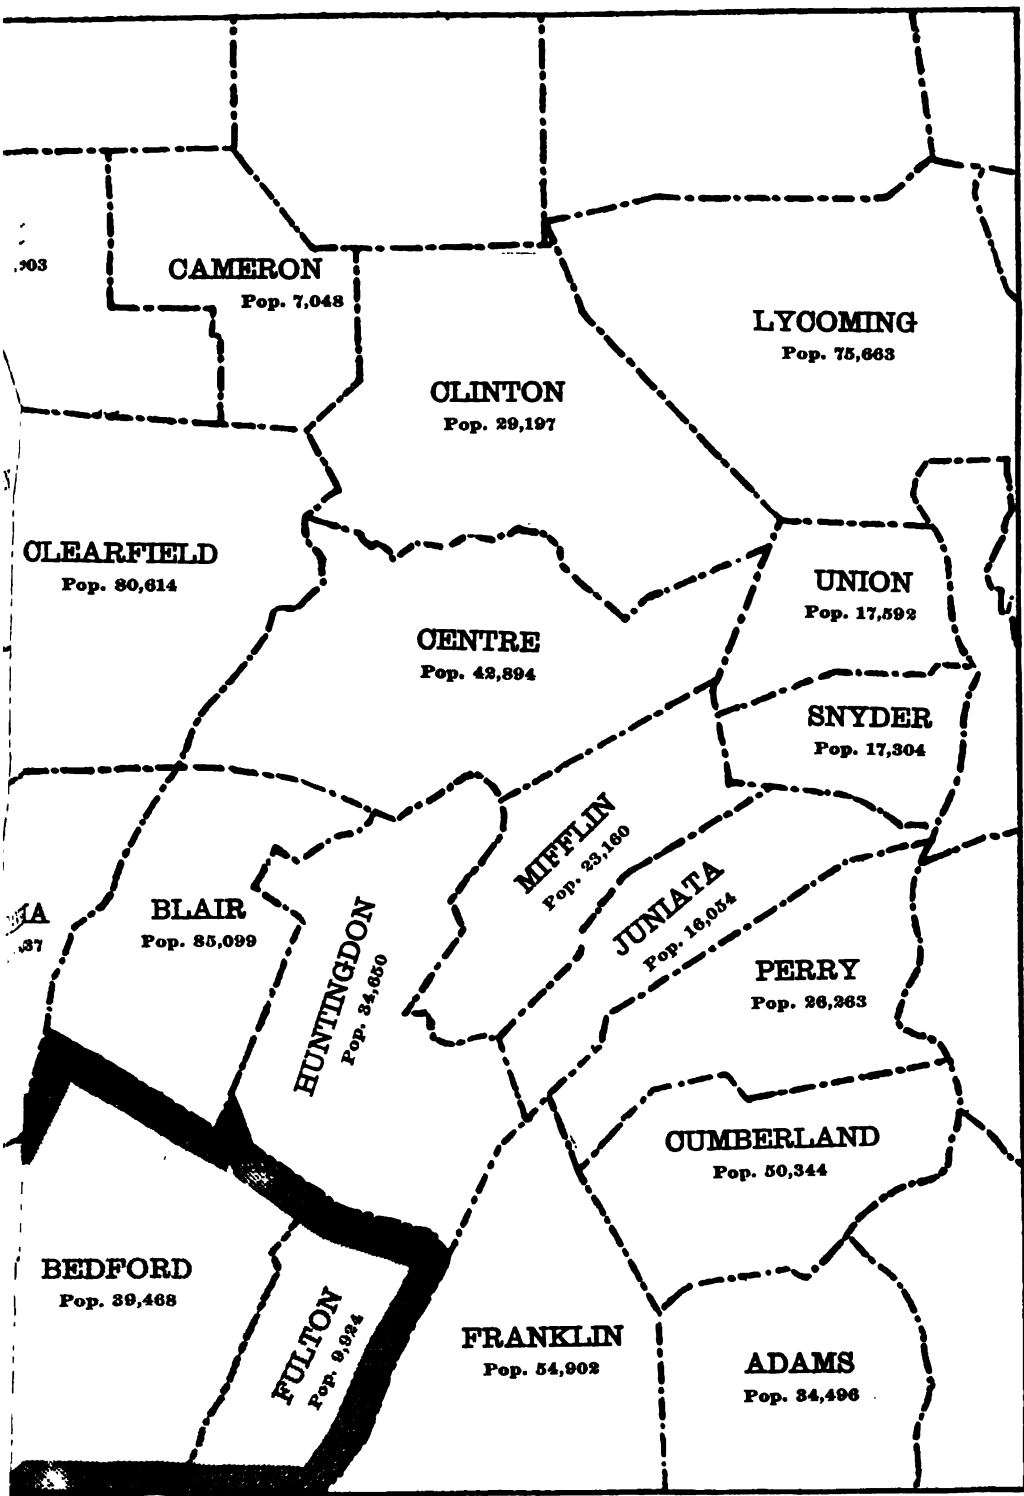 CAMERON
Pop. 7,048
LYCOMING
Pop. 75,663
CLINTON
Pop. 29,197
CLEARFIELD
Pop. 80,614
UNION
Pop. 17,592
CENTRE
Pop. 42,894
SNYDER
Pop. 17,304
MIFFLIN
Pop. 23,160
JUNIATA
Pop. 16,054
BLAIR
Pop. 85,099
HUNTINGDON
Pop. 34,650
PERRY
Pop. 26,263
CUMBERLAND
Pop. 50,344
BEDFORD
Pop. 39,468
FULTON
Pop. 9,924
FRANKLIN
Pop. 54,902
ADAMS
Pop. 34,496